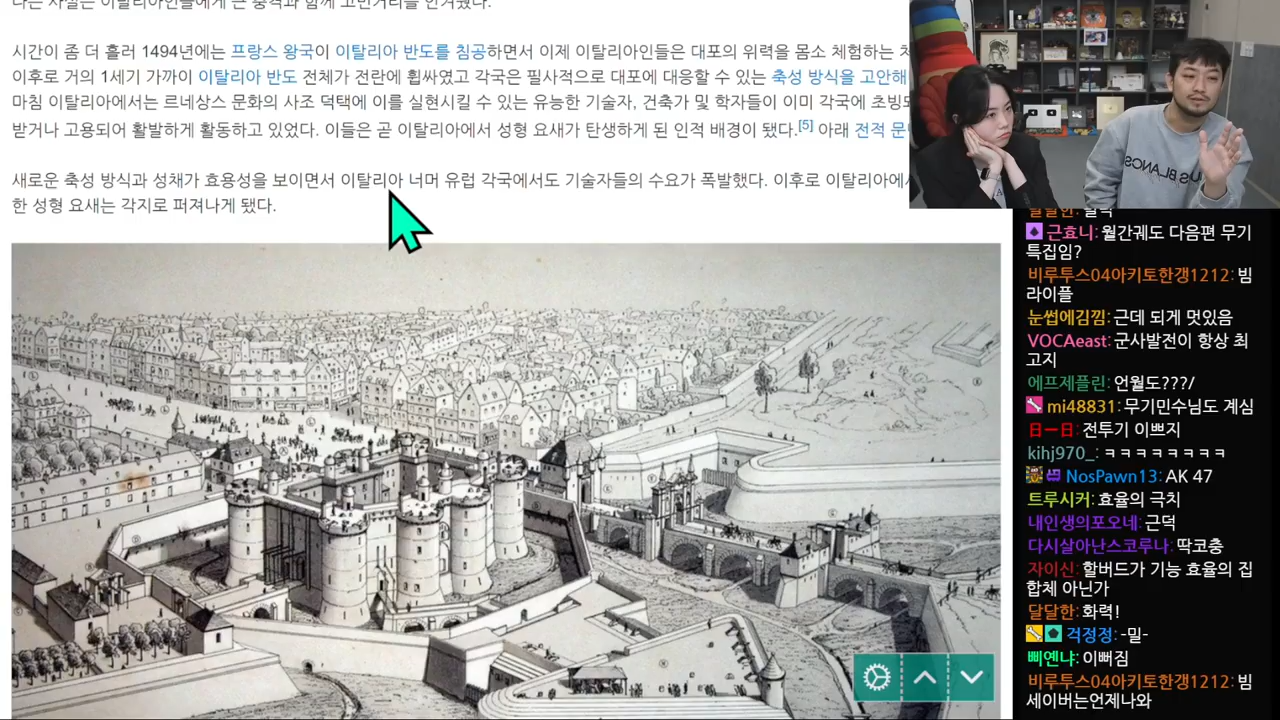 시간이 좀 더 흘러 1494년에는 프랑스 왕국이 이탈리아 반도를 침공하면서 이제 이탈리아인들은 대포의 위력을 몸소 체험하는
이후로 거의 1세기 가까이 이탈리아 반도 전체가 전란에 휩싸였고 각국은 필사적으로 대포에 대응할 수 있는 축성 방식을 고안해
마침 이탈리아에서는 르네상스 문화의 사조 덕택에 이를 실현시킬 수 있는 유능한 기술자, 건축가 및 학자들이 이미 각국에
받거나 고용되어 활발하게 활동하고 있었다. 이들은 곧 이탈리아에서 성형 요새가 탄생하게 된 인적 배경이 됐다.[5] 아래 전적
새로운 축성 방식과 성채가 효용성을 보이면서 이탈리아 너머 유럽 각국에서도 기술자들의 수요가 폭발했다. 이후로 이탈리아에서
한 성형 요새는 각지로 퍼져나가게 됐다.
근효니: 월간궤도 다음편 무기
특집임?
비루투스04아키토한갱1212: 빔
라이플
눈썹에김낌: 근데 되게 멋있음
VOCAeast: 군사발전이 항상 최
고지
에프제플린: 언월도???/
mi48831: 무기민수님도 계심
日一日: 전투기 이쁘지
kihj970_: ㅋㅋㅋㅋㅋㅋㅋㅋ
NosPawn13: AK 47
트루시커: 효율의 극치
내인생의포오네: 근덕
다시살아난스코루나: 딱코충
자이신: 할버드가 기능 효율의 집
합체 아닌가
달달한: 화력!
걱정정: -밀-
삐옌냐: 이뻐짐
비루투스04아키토한갱1212: 빔
세이버는언제나와